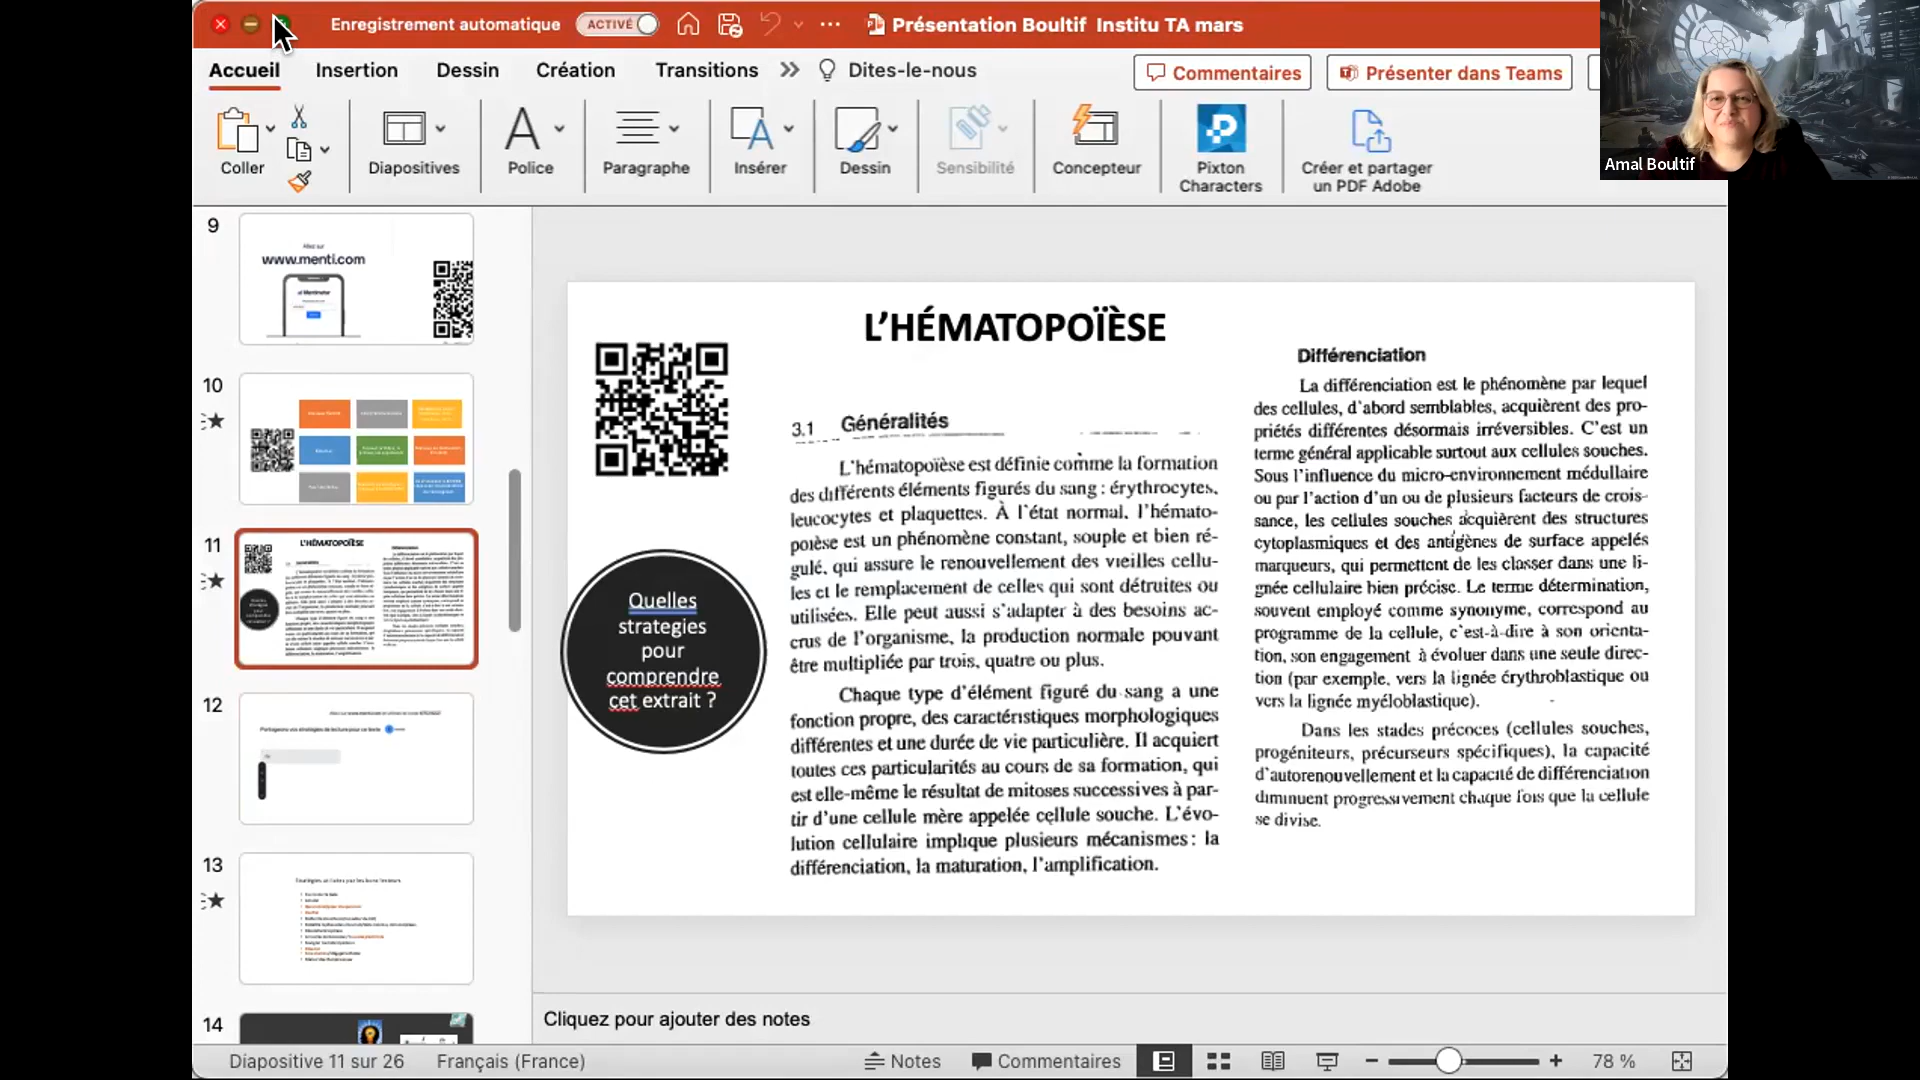 Enregistrement automatique
ACTIVÉ
Présentation Boultif Institu TA mars
Accueil
Insertion
Dessin
Création
Transitions
Dites-le-nous
Commentaires
Présenter dans Teams
Coller
Diapositives
Police
Paragraphe
Insérer
Dessin
Sensibilité
Concepteur
Pixton
Characters
Créer et partager
un PDF Adobe
Amal Boultif
9
www.menti.com
10
11
L'HÉMATOPOÏÈSE
12
13
14
L'HÉMATOPOÏÈSE
Quelles
strategies
pour
comprendre
cet extrait ?
3.1 Généralités
L'hématopoïèse est définie comme la formation
des différents éléments figurés du sang : érythrocytes,
leucocytes et plaquettes. À l'état normal, l'hémato-
poïèse est un phénomène constant, souple et bien ré-
gulé, qui assure le renouvellement des vieilles cellu-
les et le remplacement de celles qui sont détruites ou
utilisées. Elle peut aussi s'adapter à des besoins ac-
crus de l'organisme, la production normale pouvant
être multipliée par trois, quatre ou plus.
Chaque type d'élément figuré du sang a une
fonction propre, des caractéristiques morphologiques
différentes et une durée de vie particulière. Il acquiert
toutes ces particularités au cours de sa formation, qui
est elle-même le résultat de mitoses successives à par-
tir d'une cellule mère appelée cellule souche. L'évo-
lution cellulaire implique plusieurs mécanismes : la
différenciation, la maturation, l'amplification.
Différenciation
La différenciation est le phénomène par lequel
des cellules, d'abord semblables, acquièrent des pro-
priétés différentes désormais irréversibles. C'est un
terme général applicable surtout aux cellules souches.
Sous l'influence du micro-environnement médullaire
ou par l'action d'un ou de plusieurs facteurs de crois-
sance, les cellules souches acquièrent des structures
cytoplasmiques et des antigènes de surface appelés
marqueurs, qui permettent de les classer dans une li-
gnée cellulaire bien précise. Le terme détermination,
souvent employé comme synonyme, correspond au
programme de la cellule, c'est-à-dire à son orienta-
tion, son engagement à évoluer dans une seule direc-
tion (par exemple, vers la lignée érythroblastique ou
vers la lignée myéloblastique).
Dans les stades précoces (cellules souches,
progéniteurs, précurseurs spécifiques), la capacité
d'autorenouvellement et la capacité de différenciation
diminuent progressivement chaque fois que la cellule
se divise.
Cliquez pour ajouter des notes
Diapositive 11 sur 26
Français (France)
Notes
Commentaires
78 %